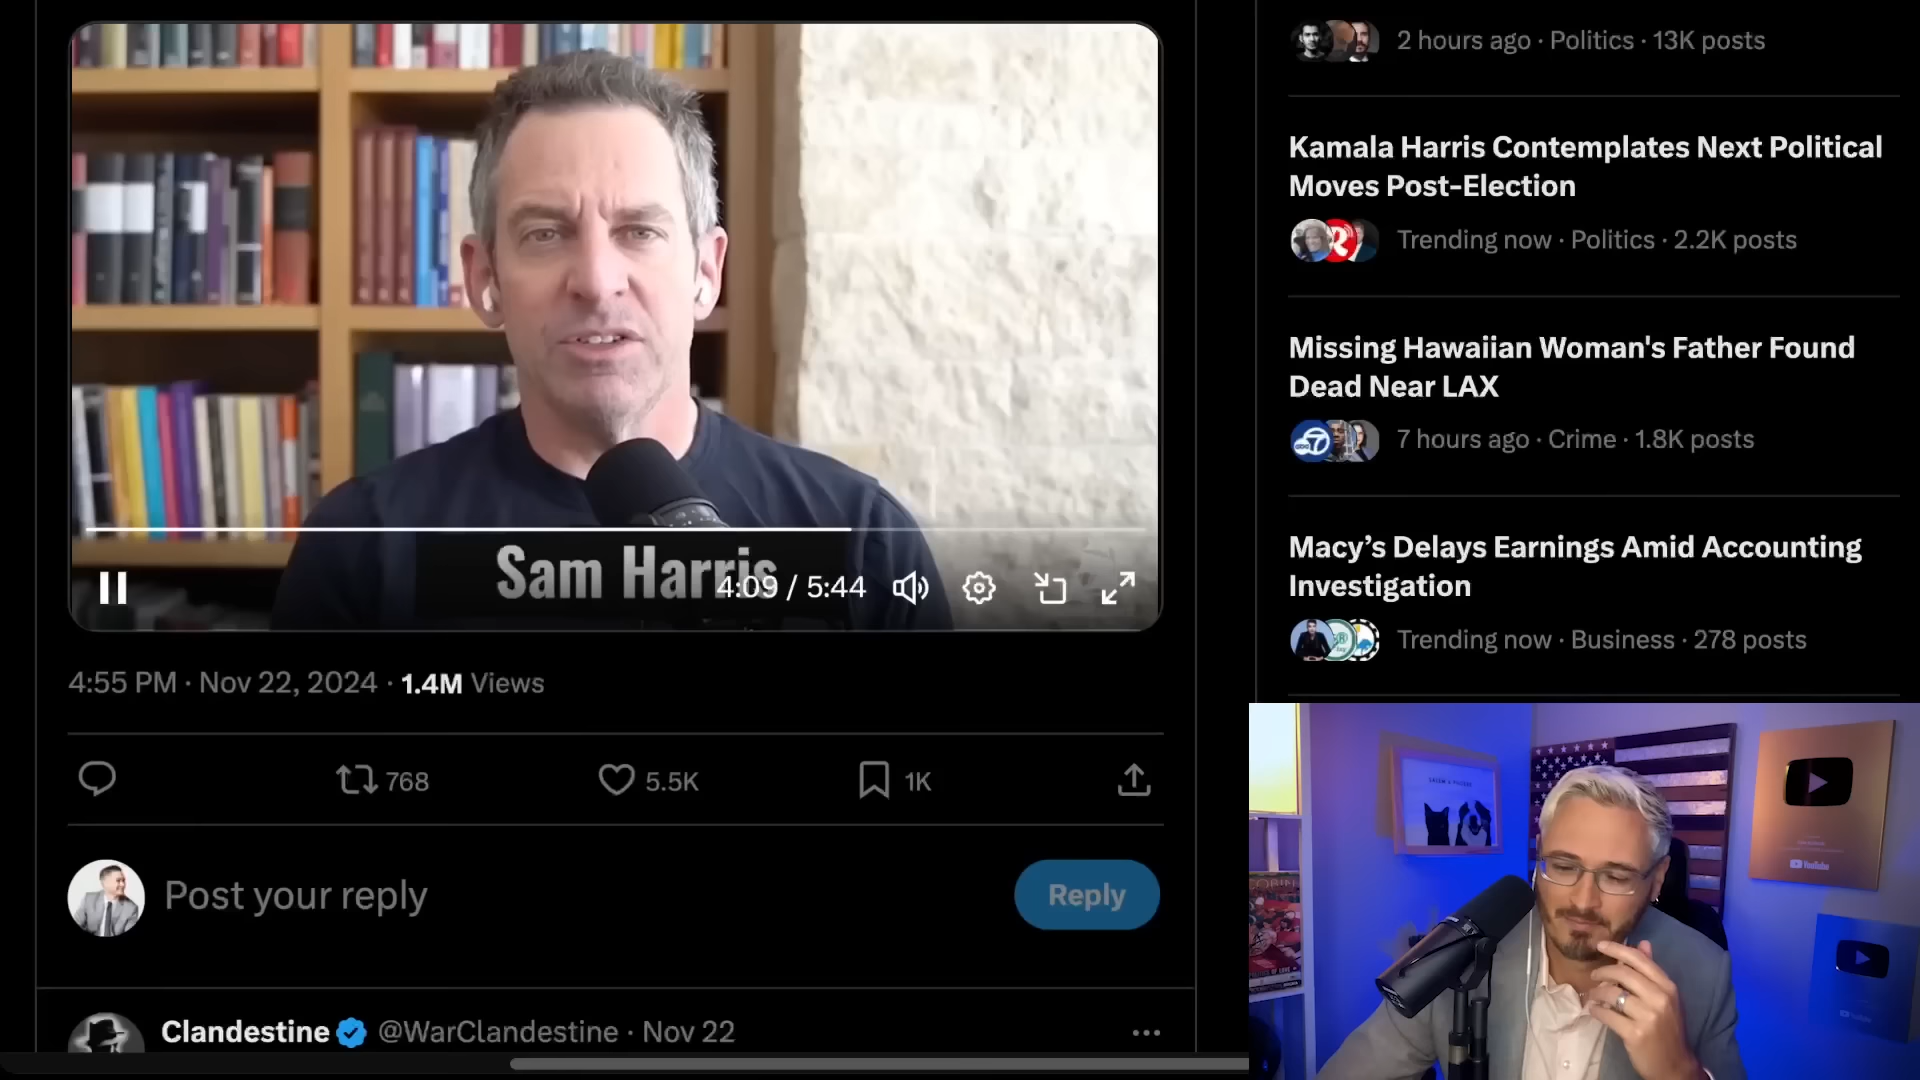 Sam Harris
4:09 / 5:44
4:55 PM · Nov 22, 2024 · 1.4M Views
768
5.5K
1K
Post your reply
Reply
Clandestine @WarClandestine · Nov 22
2 hours ago · Politics · 13K posts
Kamala Harris Contemplates Next Political
Moves Post-Election
Trending now · Politics · 2.2K posts
Missing Hawaiian Woman's Father Found
Dead Near LAX
7
7 hours ago · Crime · 1.8K posts
Macy’s Delays Earnings Amid Accounting
Investigation
Trending now · Business · 278 posts
YouTube